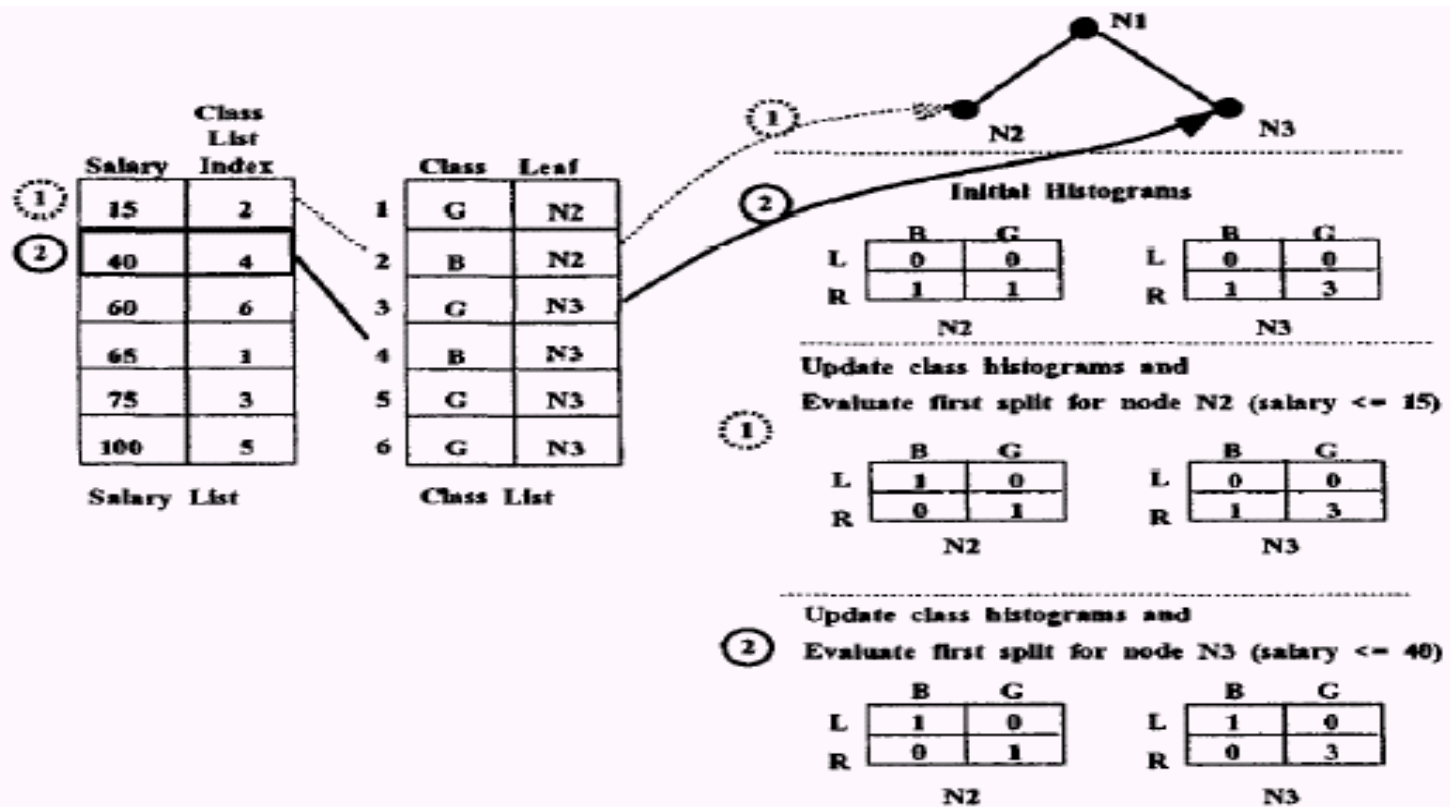 N1
N2
N3
1
2
Class
List
Salary Index
1 15 2
2 40 4
60 6
65 1
75 3
100 5
Salary List
Class Leaf
1 G N2
2 B N2
3 G N3
4 B N3
5 G N3
6 G N3
Class List
Initial Histograms
B G
L 0 0
R 1 1
N2
B G
L 0 0
R 1 3
N3
Update class histograms and
1 Evaluate first split for node N2 (salary <= 15)
B G
L 1 0
R 0 1
N2
B G
L 0 0
R 1 3
N3
Update class histograms and
2 Evaluate first split for node N3 (salary <= 40)
B G
L 1 0
R 0 1
N2
B G
L 1 0
R 0 3
N3